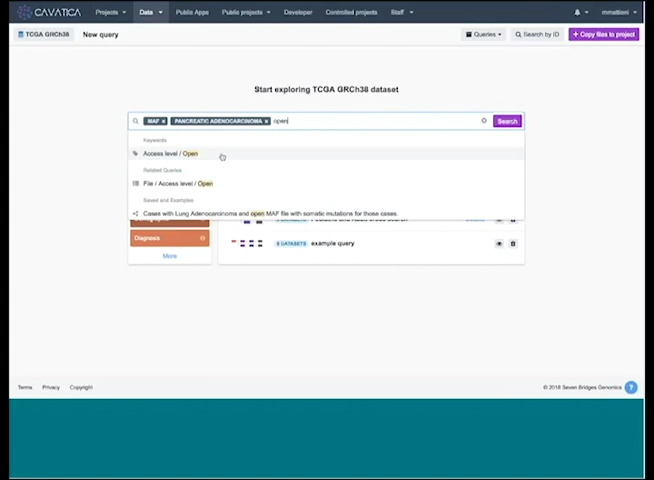 CAVATICA Projects Data Public Apps Public projects Developer Controlled projects Staff mmattioni
TCGA GRCh38 New query Queries Search by ID + Copy files to project
Start exploring TCGA GRCh38 dataset
MAF × PANCREATIC ADENOCARCINOMA × open Search
Keywords
Access level / Open
Related Queries
File / Access level / Open
Saved and Examples
Cases with Lung Adenocarcinoma and open MAF file with somatic mutations for those cases.
Diagnosis
DATASETS example query
More
Terms Privacy Copyright © 2018 Seven Bridges Genomics ?